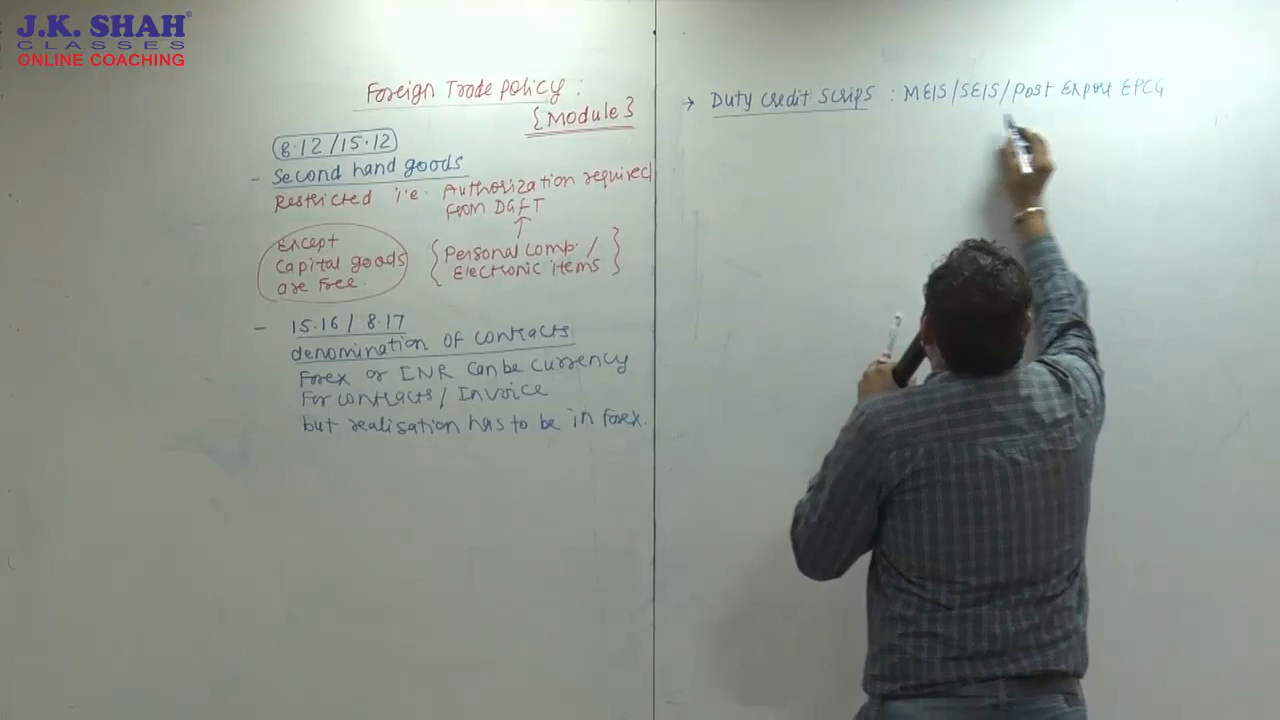 J.K. SHAH®
CLASSES
ONLINE COACHING
Foreign Trade policy :
{Module}
8.12 / 15.12
- Second hand goods
Restricted i.e. Authorization required
from DGFT
Except
Capital goods
are free.
{Personal comp. /
Electronic items}
- 15.16 / 8.17
denomination of contracts
Forex or INR can be currency
for contracts / Invoice
but realisation has to be in forex.
→ Duty credit scrips : MEIS/SEIS/Post Export EPCG